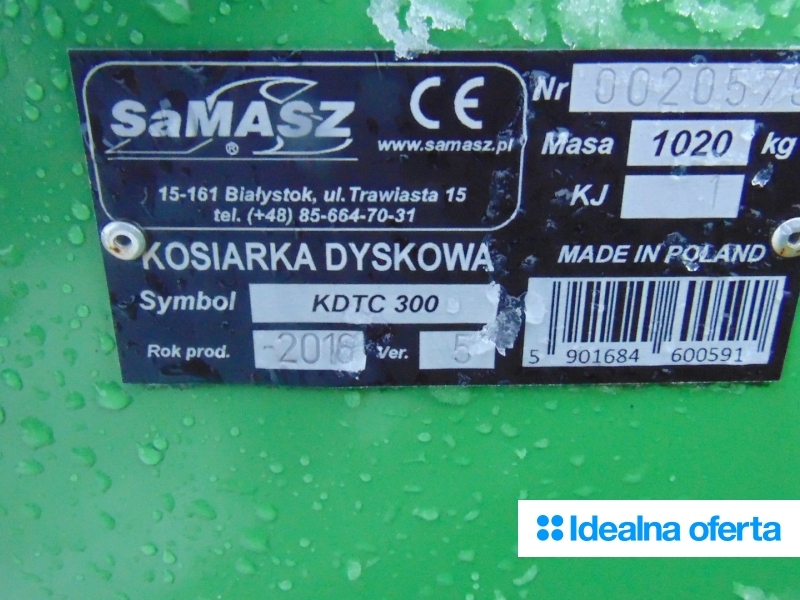 SaMASZ
®
CE
www.samasz.pl
15-161 Białystok, ul. Trawiasta 15
tel. (+48) 85-664-70-31
Nr
Masa 1020 kg
KJ 1
KOSIARKA DYSKOWA
MADE IN POLAND
Symbol KDTC 300
Rok prod. -2016 Ver. 5
5 901684 600591
Idealna oferta